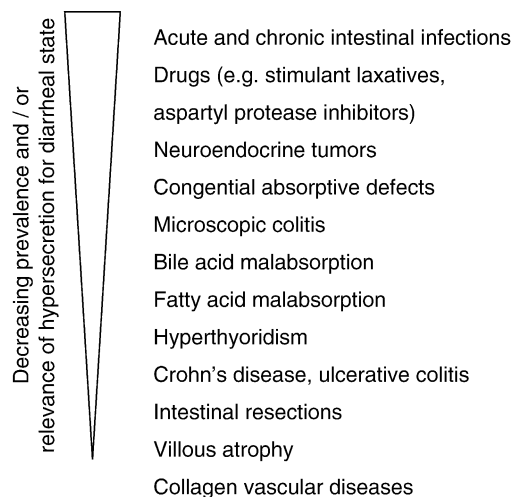 Decreasing prevalence and / or
relevance of hypersecretion for diarrheal state
Acute and chronic intestinal infections
Drugs (e.g. stimulant laxatives,
aspartyl protease inhibitors)
Neuroendocrine tumors
Congential absorptive defects
Microscopic colitis
Bile acid malabsorption
Fatty acid malabsorption
Hyperthyoridism
Crohn's disease, ulcerative colitis
Intestinal resections
Villous atrophy
Collagen vascular diseases